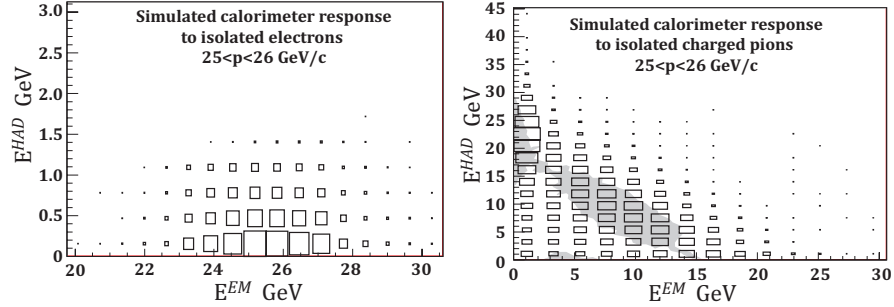 Simulated calorimeter response
to isolated electrons
25<p<26 GeV/c
3.0
2.5
2.0
1.5
1.0
0.5
0
E^HAD GeV
20 22 24 26 28 30
E^EM GeV
Simulated calorimeter response
to isolated charged pions
25<p<26 GeV/c
45
40
35
30
25
20
15
10
5
0
E^HAD GeV
0 5 10 15 20 25 30
E^EM GeV